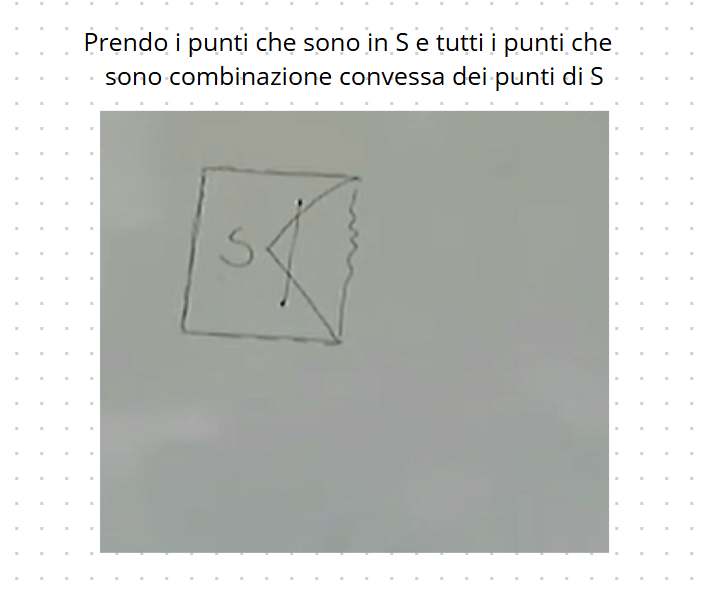 Prendo i punti che sono in S e tutti i punti che
sono combinazione convessa dei punti di S
S